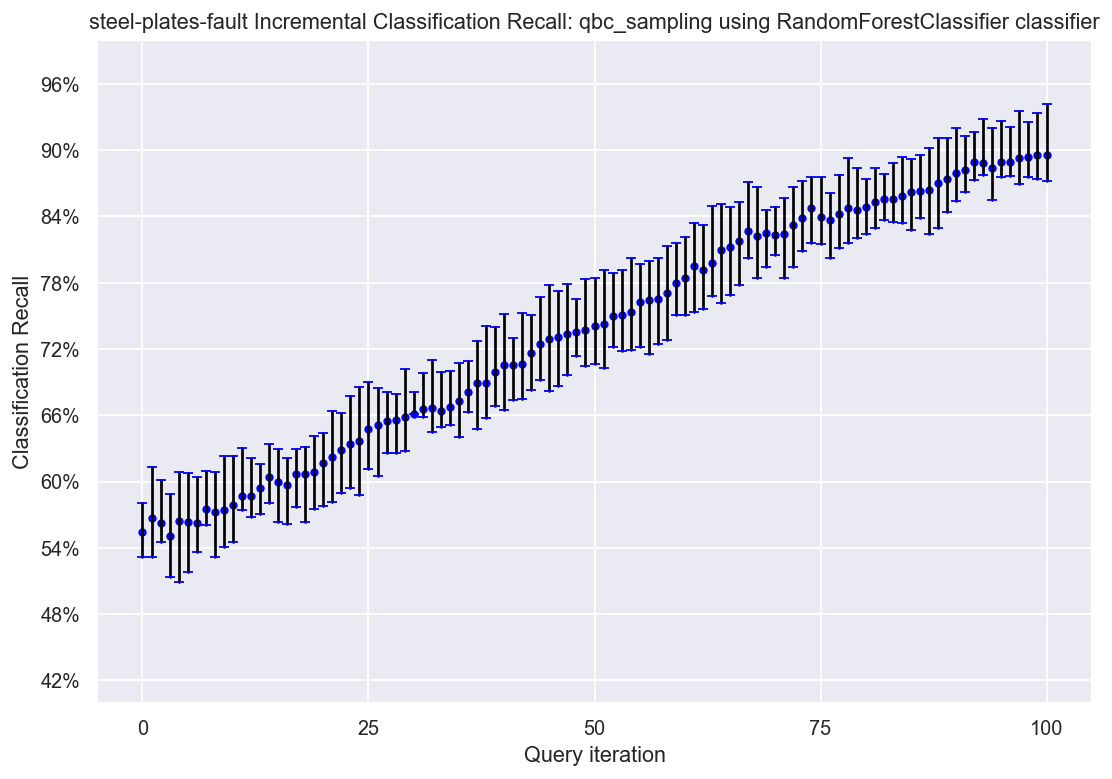 steel-plates-fault Incremental Classification Recall: qbc_sampling using RandomForestClassifier classifier
96%
90%
84%
78%
72%
66%
60%
54%
48%
42%
Classification Recall
0 25 50 75 100
Query iteration